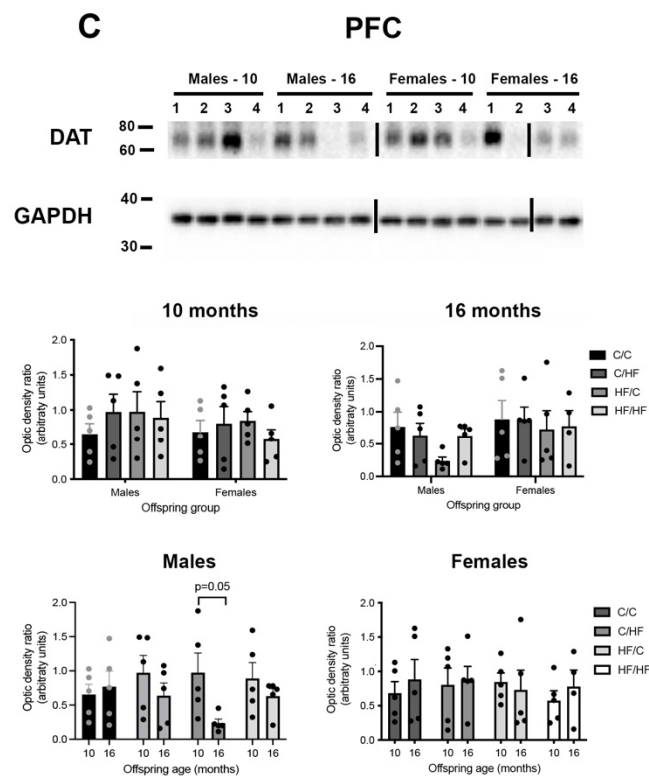 C PFC
Males - 10 Males - 16 Females - 10 Females - 16
1 2 3 4 1 2 3 4 1 2 3 4 1 2 3 4
DAT 80
60
GAPDH 40
30
10 months
Optic density ratio
(arbitraty units)
2.0
1.5
1.0
0.5
0.0
Males Females
Offspring group
16 months
Optic density ratio
(arbitraty units)
2.0
1.5
1.0
0.5
0.0
Males Females
Offspring group
C/C
C/HF
HF/C
HF/HF
Males
Optic density ratio
(arbitraty units)
2.0
1.5
1.0
0.5
0.0
p=0.05
10 16 10 16 10 16 10 16
Offspring age (months)
Females
Optic density ratio
(arbitraty units)
2.0
1.5
1.0
0.5
0.0
10 16 10 16 10 16 10 16
Offspring age (months)
C/C
C/HF
HF/C
HF/HF